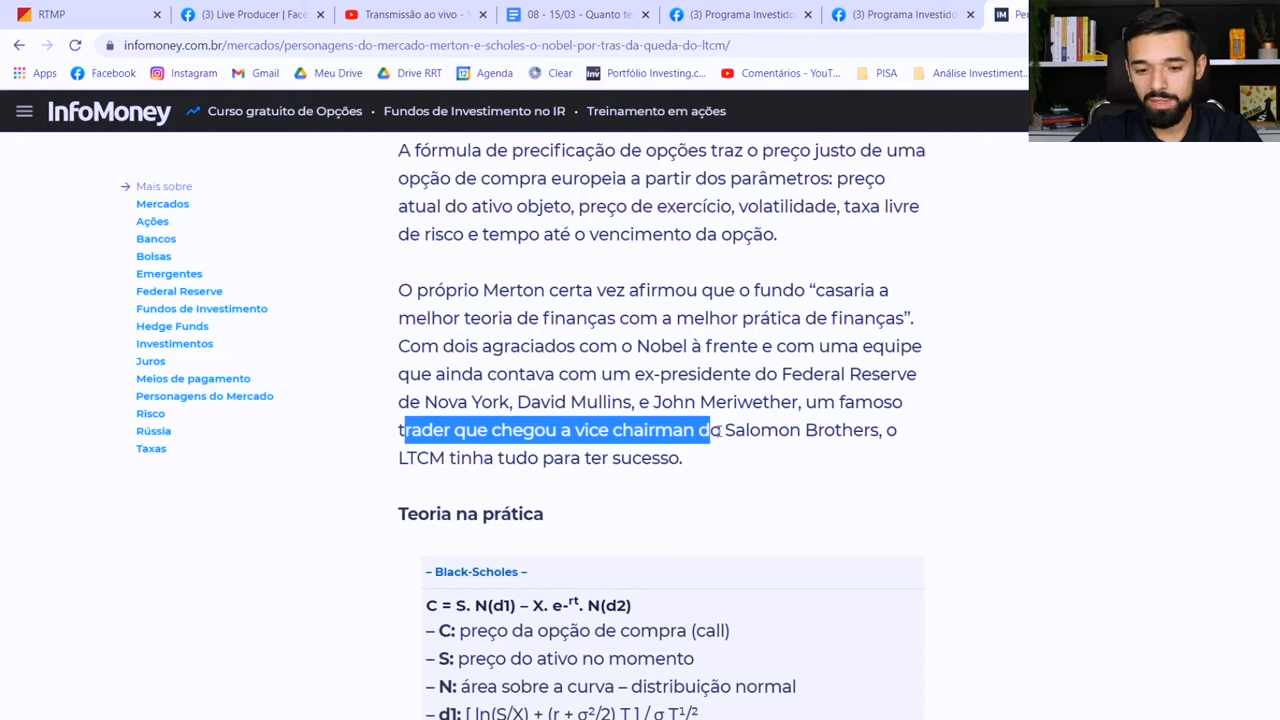 RTMP
(3) Live Producer | Face
Transmissão ao vivo - Y
08 - 15/03 - Quanto te
(3) Programa Investido
(3) Programa Investido
Pe
infomoney.com.br/mercados/personagens-do-mercado-merton-e-scholes-o-nobel-por-tras-da-queda-do-ltcm/
Apps
Facebook
Instagram
Gmail
Meu Drive
Drive RRT
Agenda
Clear
Portfólio Investing.c...
Comentários - YouT...
PISA
Análise Investiment...
InfoMoney
Curso gratuito de Opções • Fundos de Investimento no IR • Treinamento em ações
Mais sobre
Mercados
Ações
Bancos
Bolsas
Emergentes
Federal Reserve
Fundos de Investimento
Hedge Funds
Investimentos
Juros
Meios de pagamento
Personagens do Mercado
Risco
Rússia
Taxas
A fórmula de precificação de opções traz o preço justo de uma
opção de compra europeia a partir dos parâmetros: preço
atual do ativo objeto, preço de exercício, volatilidade, taxa livre
de risco e tempo até o vencimento da opção.
O próprio Merton certa vez afirmou que o fundo “casaria a
melhor teoria de finanças com a melhor prática de finanças”.
Com dois agraciados com o Nobel à frente e com uma equipe
que ainda contava com um ex-presidente do Federal Reserve
de Nova York, David Mullins, e John Meriwether, um famoso
trader que chegou a vice chairman do Salomon Brothers, o
LTCM tinha tudo para ter sucesso.
Teoria na prática
– Black-Scholes –
C = S. N(d1) – X. e-rt. N(d2)
– C: preço da opção de compra (call)
– S: preço do ativo no momento
– N: área sobre a curva – distribuição normal
– d1: [ ln(S/X) + (r + σ²/2) T ] / σ T¹/²